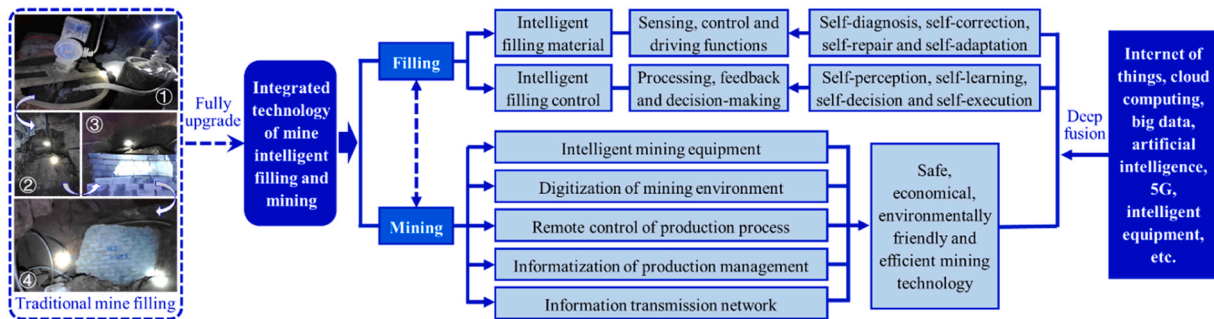 ①
②
③
④
Traditional mine filling
Fully
upgrade
Integrated
technology
of mine
intelligent
filling and
mining
Filling
Mining
Intelligent
filling material
Sensing, control and
driving functions
Self-diagnosis, self-correction,
self-repair and self-adaptation
Intelligent
filling control
Processing, feedback
and decision-making
Self-perception, self-learning,
self-decision and self-execution
Intelligent mining equipment
Digitization of mining environment
Remote control of production process
Informatization of production management
Information transmission network
Safe,
economical,
environmentally
friendly and
efficient mining
technology
Deep
fusion
Internet of
things, cloud
computing,
big data,
artificial
intelligence,
5G,
intelligent
equipment,
etc.